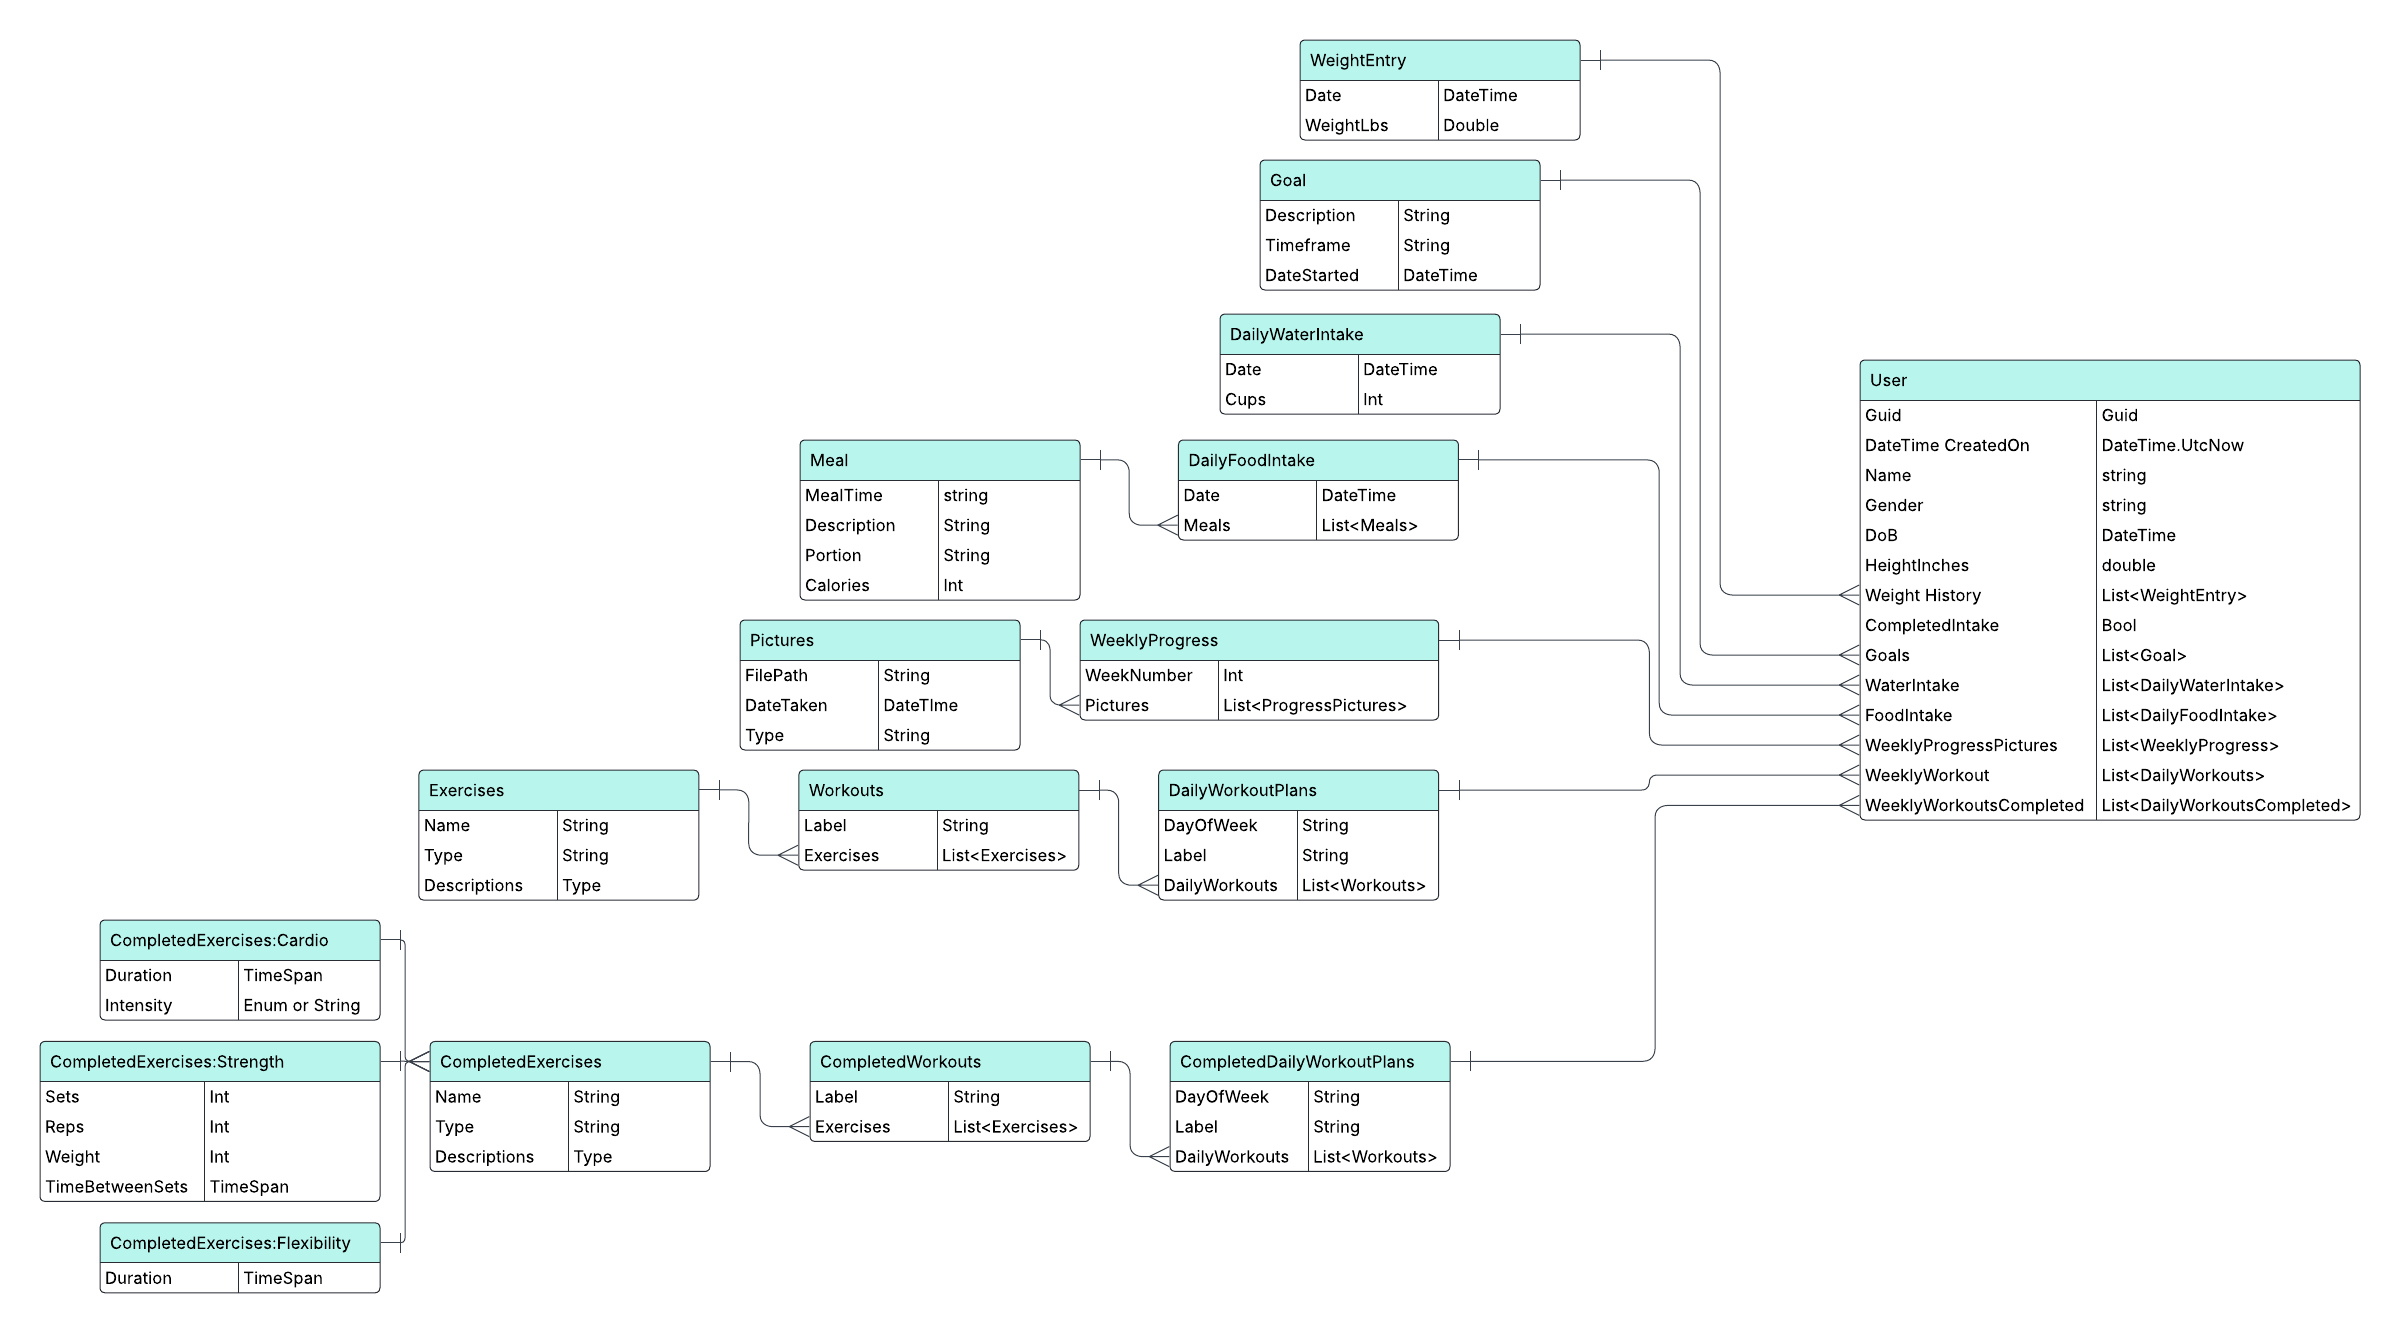 WeightEntry
Date DateTime
WeightLbs Double
Goal
Description String
Timeframe String
DateStarted DateTime
DailyWaterIntake
Date DateTime
Cups Int
User
Guid Guid
DateTime CreatedOn DateTime.UtcNow
Name string
Gender string
DoB DateTime
HeightInches double
Weight History List<WeightEntry>
CompletedIntake Bool
Goals List<Goal>
WaterIntake List<DailyWaterIntake>
FoodIntake List<DailyFoodIntake>
WeeklyProgressPictures List<WeeklyProgress>
WeeklyWorkout List<DailyWorkouts>
WeeklyWorkoutsCompleted List<DailyWorkoutsCompleted>
Meal
MealTime string
Description String
Portion String
Calories Int
DailyFoodIntake
Date DateTime
Meals List<Meals>
Pictures
FilePath String
DateTaken DateTIme
Type String
WeeklyProgress
WeekNumber Int
Pictures List<ProgressPictures>
Exercises
Name String
Type String
Descriptions Type
Workouts
Label String
Exercises List<Exercises>
DailyWorkoutPlans
DayOfWeek String
Label String
DailyWorkouts List<Workouts>
CompletedExercises:Cardio
Duration TimeSpan
Intensity Enum or String
CompletedExercises:Strength
Sets Int
Reps Int
Weight Int
TimeBetweenSets TimeSpan
CompletedExercises:Flexibility
Duration TimeSpan
CompletedExercises
Name String
Type String
Descriptions Type
CompletedWorkouts
Label String
Exercises List<Exercises>
CompletedDailyWorkoutPlans
DayOfWeek String
Label String
DailyWorkouts List<Workouts>